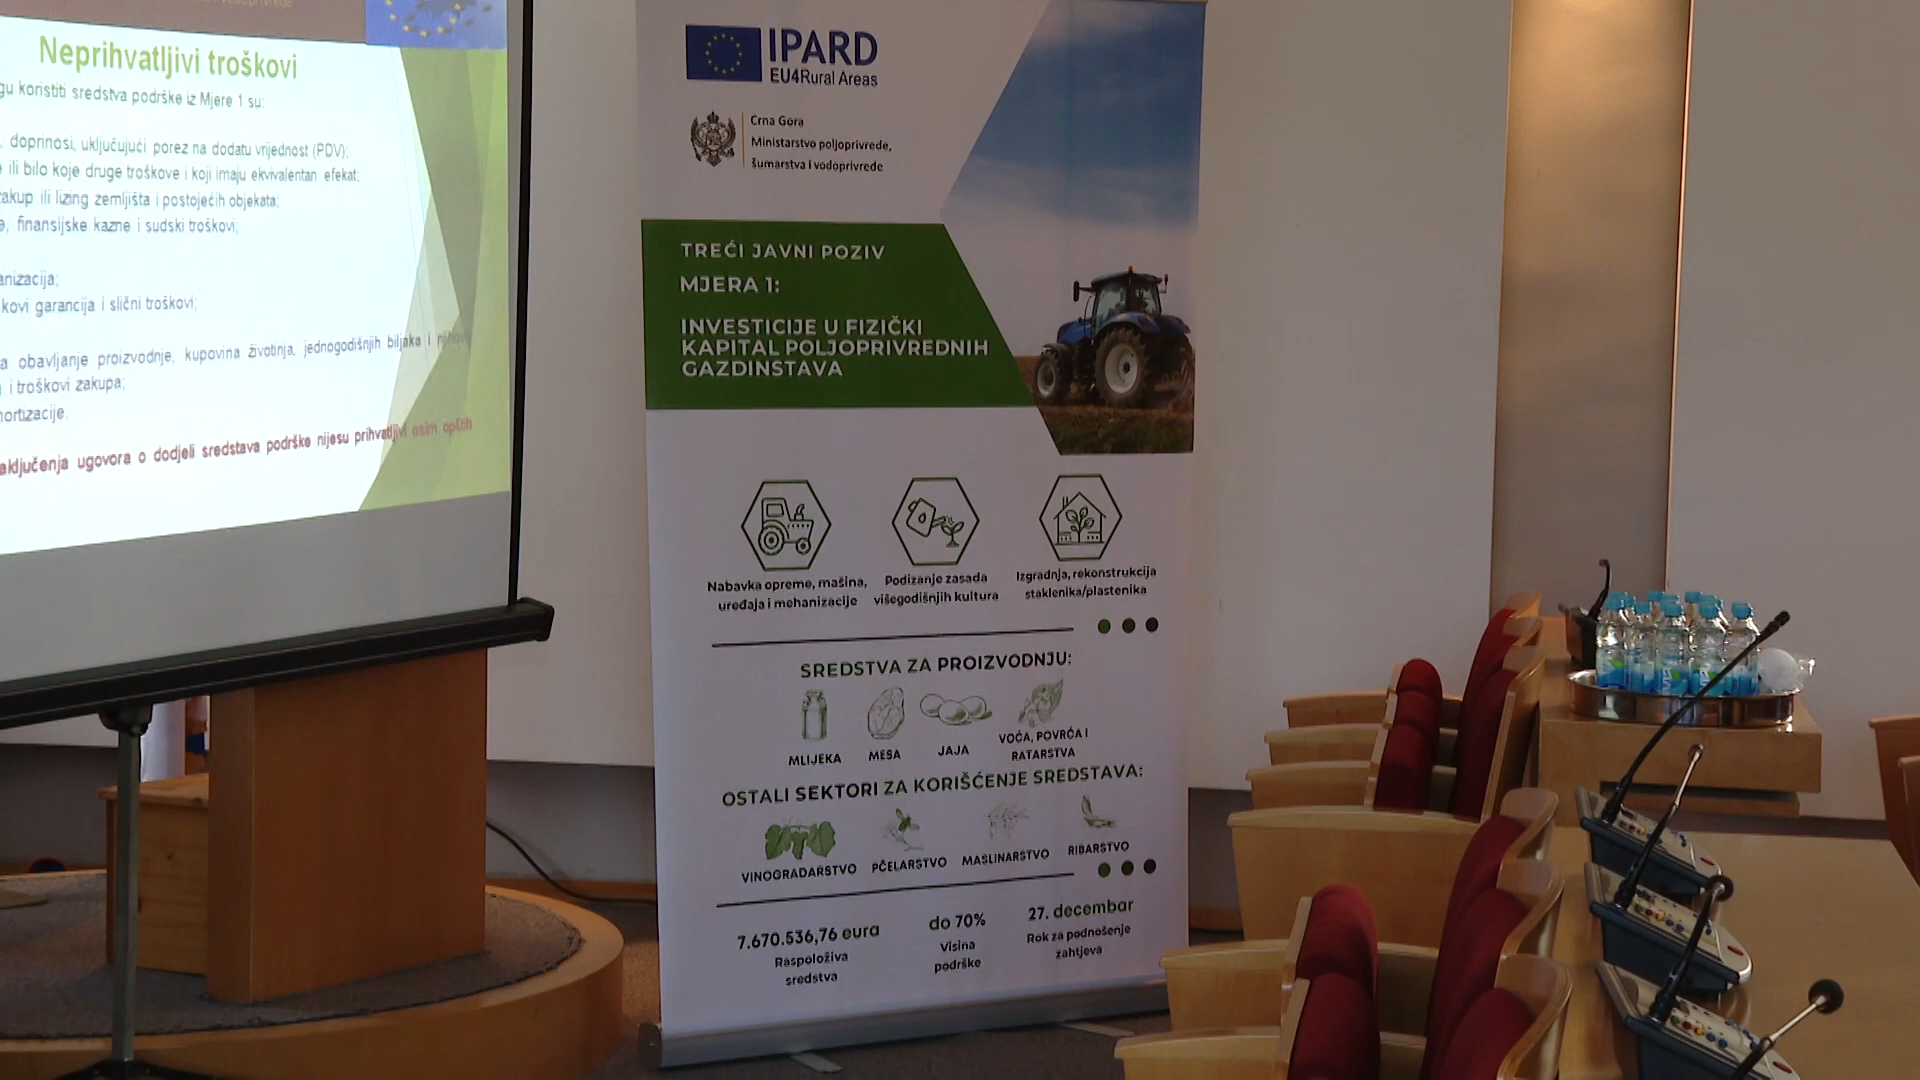 vodoprivrede
Neprihvatljivi troškovi
koristiti sredstva podrške iz Mjere 1 su:
doprinosi, uključujući porez na dodatu vrijednost (PDV);
ili bilo koje druge troškove i koji imaju ekvivalentan efekat;
zakup ili lizing zemljišta i postojećih objekata;
finansijske kazne i sudski troškovi;
anizacija;
kovi garancija i slični troškovi;
a obavljanje proizvodnje, kupovina životinja, jednogodišnjih biljaka i
i troškovi zakupa;
mortizacije.
aključenja ugovora o dodjeli sredstava podrške nijesu prihvatljivi osim opštih
IPARD
EU4Rural Areas
Crna Gora
Ministarstvo poljoprivrede,
šumarstva i vodoprivrede
TREĆI JAVNI POZIV
MJERA 1:
INVESTICIJE U FIZIČKI
KAPITAL POLJOPRIVREDNIH
GAZDINSTAVA
Nabavka opreme, mašina,
uređaja i mehanizacije
Podizanje zasada
višegodišnjih kultura
Izgradnja, rekonstrukcija
staklenika/plastenika
SREDSTVA ZA PROIZVODNJU:
MLIJEKA
MESA
JAJA
VOĆA, POVRĆA I
RATARSTVA
OSTALI SEKTORI ZA KORIŠĆENJE SREDSTAVA:
VINOGRADARSTVO
PČELARSTVO
MASLINARSTVO
RIBARSTVO
7.670.536,76 eura
Raspoloživa
sredstva
do 70%
Visina
podrške
27. decembar
Rok za podnošenje
zahtjeva